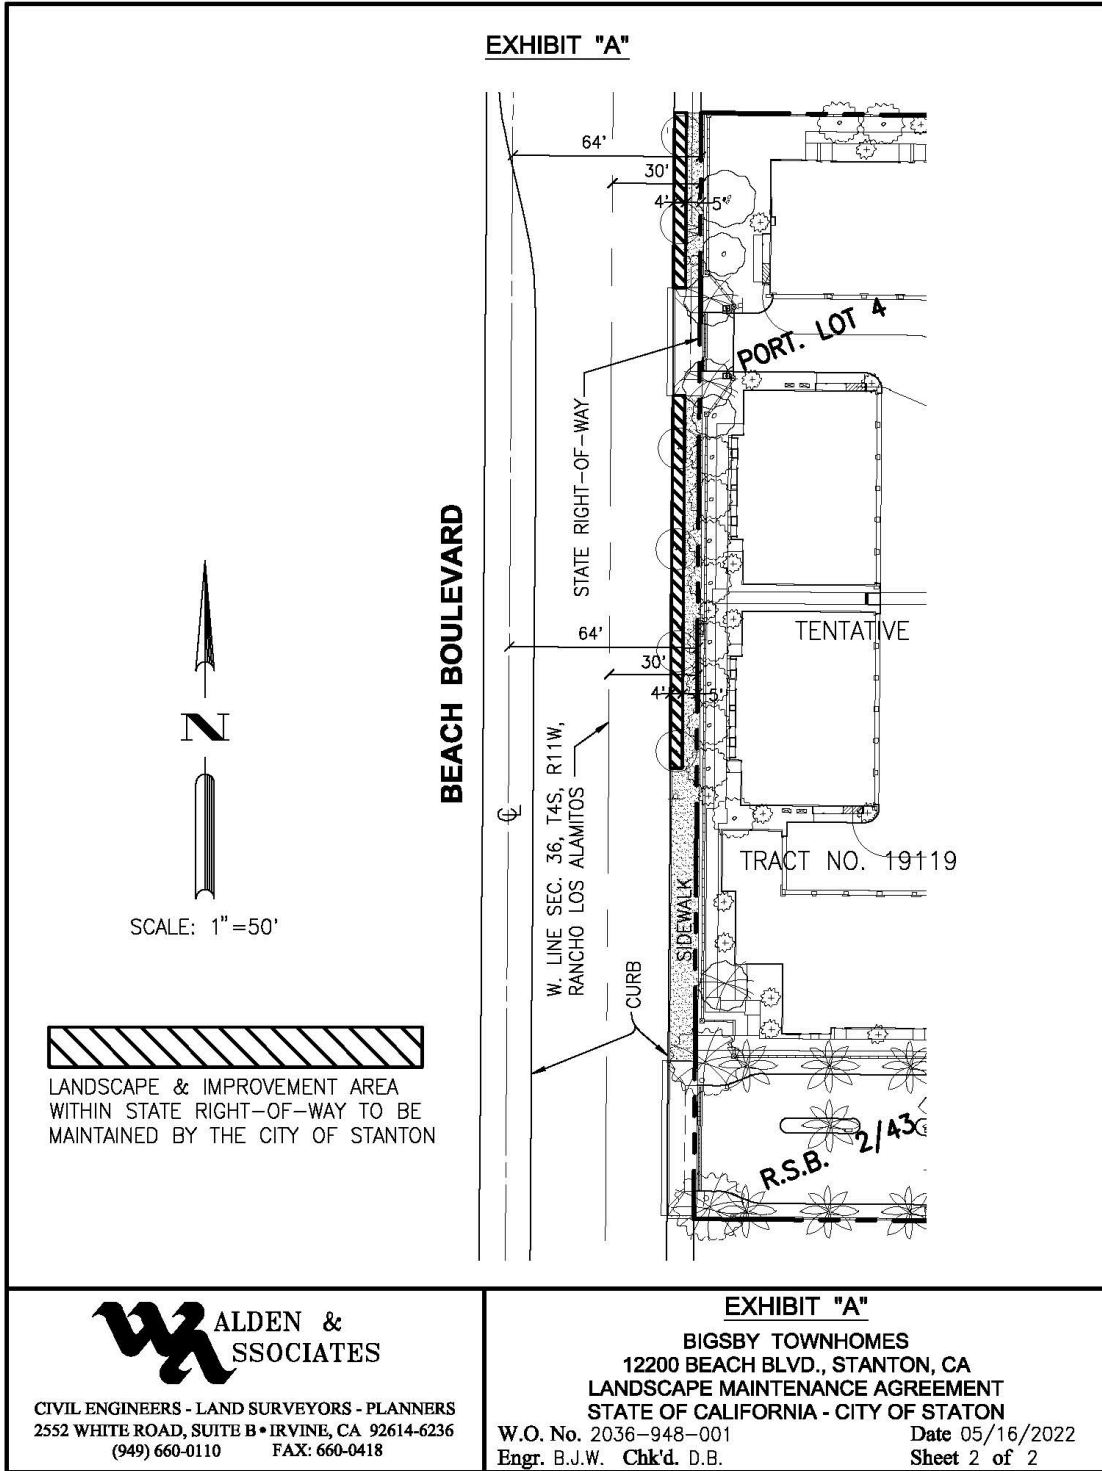 EXHIBIT "A"
64'
30'
4'
5'
PORT. LOT 4
STATE RIGHT-OF-WAY
BEACH BOULEVARD
TENTATIVE
64'
30'
4'
5'
W. LINE SEC. 36, T4S, R11W,
RANCHO LOS ALAMITOS
℄
N
SCALE: 1"=50'
TRACT NO. 19119
SIDEWALK
CURB
LANDSCAPE & IMPROVEMENT AREA
WITHIN STATE RIGHT-OF-WAY TO BE
MAINTAINED BY THE CITY OF STANTON
R.S.B. 2/43
WALDEN &
ASSOCIATES
CIVIL ENGINEERS - LAND SURVEYORS - PLANNERS
2552 WHITE ROAD, SUITE B • IRVINE, CA 92614-6236
(949) 660-0110 FAX: 660-0418
EXHIBIT "A"
BIGSBY TOWNHOMES
12200 BEACH BLVD., STANTON, CA
LANDSCAPE MAINTENANCE AGREEMENT
STATE OF CALIFORNIA - CITY OF STATON
W.O. No. 2036-948-001 Date 05/16/2022
Engr. B.J.W. Chk'd. D.B. Sheet 2 of 2